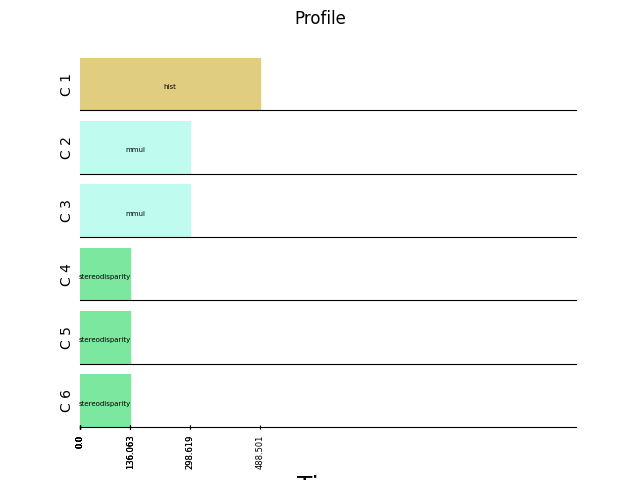 Profile
C 1
hist
C 2
mmul
C 3
mmul
C 4
stereodisparity
C 5
stereodisparity
C 6
stereodisparity
0.0
136.063
298.619
488.501